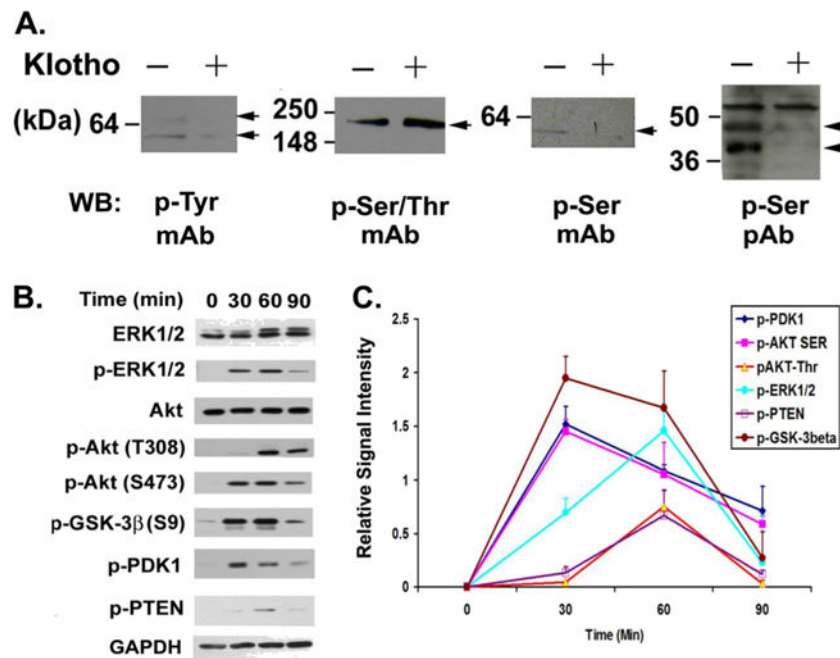 A.
Klotho − + − + − + − +
(kDa) 64 250 148 64 50 36
WB: p-Tyr mAb p-Ser/Thr mAb p-Ser mAb p-Ser pAb
B.
Time (min) 0 30 60 90
ERK1/2
p-ERK1/2
Akt
p-Akt (T308)
p-Akt (S473)
p-GSK-3β(S9)
p-PDK1
p-PTEN
GAPDH
C.
Relative Signal Intensity
2.5
2
1.5
1
0.5
0
0 30 60 90
Time (Min)
p-PDK1
p-AKT SER
pAKT-Thr
p-ERK1/2
p-PTEN
p-GSK-3beta